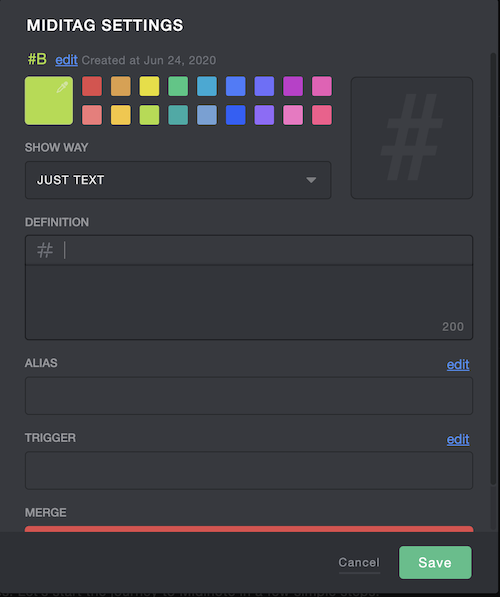 MIDITAG SETTINGS
#B edit Created at Jun 24, 2020
#
SHOW WAY
JUST TEXT
DEFINITION
#
200
ALIAS edit
TRIGGER edit
MERGE
Cancel Save